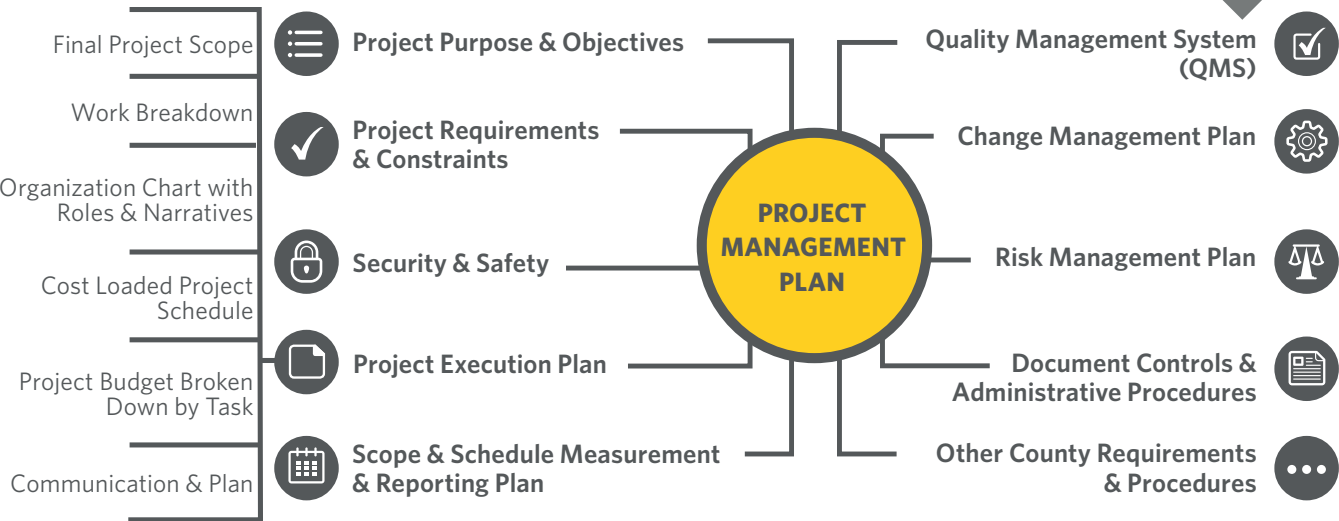 Final Project Scope
Work Breakdown
Organization Chart with
Roles & Narratives
Cost Loaded Project
Schedule
Project Budget Broken
Down by Task
Communication & Plan
Project Purpose & Objectives
Project Requirements
& Constraints
Security & Safety
Project Execution Plan
Scope & Schedule Measurement
& Reporting Plan
PROJECT
MANAGEMENT
PLAN
Quality Management System
(QMS)
Change Management Plan
Risk Management Plan
Document Controls &
Administrative Procedures
Other County Requirements
& Procedures